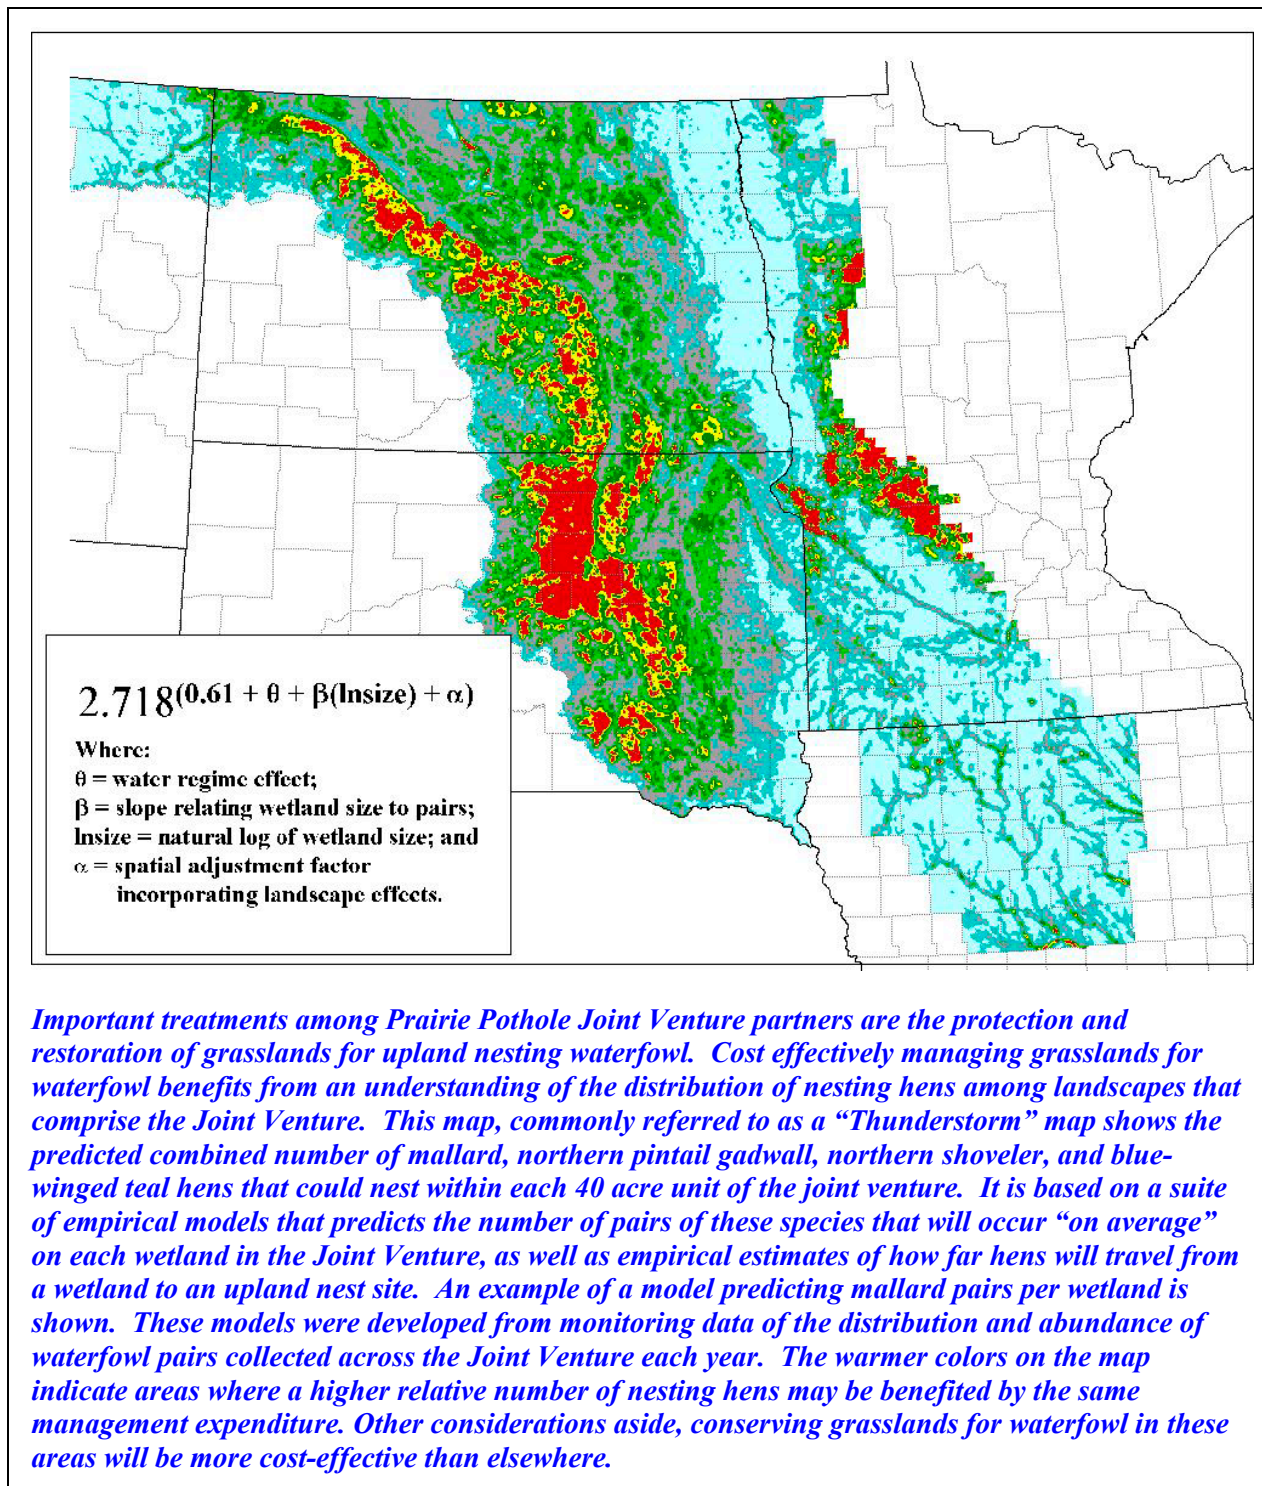 2.718(0.61 + θ + β(lnsize) + α)
Where:
θ = water regime effect;
β = slope relating wetland size to pairs;
lnsize = natural log of wetland size; and
α = spatial adjustment factor
incorporating landscape effects.
Important treatments among Prairie Pothole Joint Venture partners are the protection and
restoration of grasslands for upland nesting waterfowl.  Cost effectively managing grasslands for
waterfowl benefits from an understanding of the distribution of nesting hens among landscapes that
comprise the Joint Venture.  This map, commonly referred to as a “Thunderstorm” map shows the
predicted combined number of mallard, northern pintail gadwall, northern shoveler, and blue-
winged teal hens that could nest within each 40 acre unit of the joint venture.  It is based on a suite
of empirical models that predicts the number of pairs of these species that will occur “on average”
on each wetland in the Joint Venture, as well as empirical estimates of how far hens will travel from
a wetland to an upland nest site.  An example of a model predicting mallard pairs per wetland is
shown.  These models were developed from monitoring data of the distribution and abundance of
waterfowl pairs collected across the Joint Venture each year.  The warmer colors on the map
indicate areas where a higher relative number of nesting hens may be benefited by the same
management expenditure. Other considerations aside, conserving grasslands for waterfowl in these
areas will be more cost-effective than elsewhere.